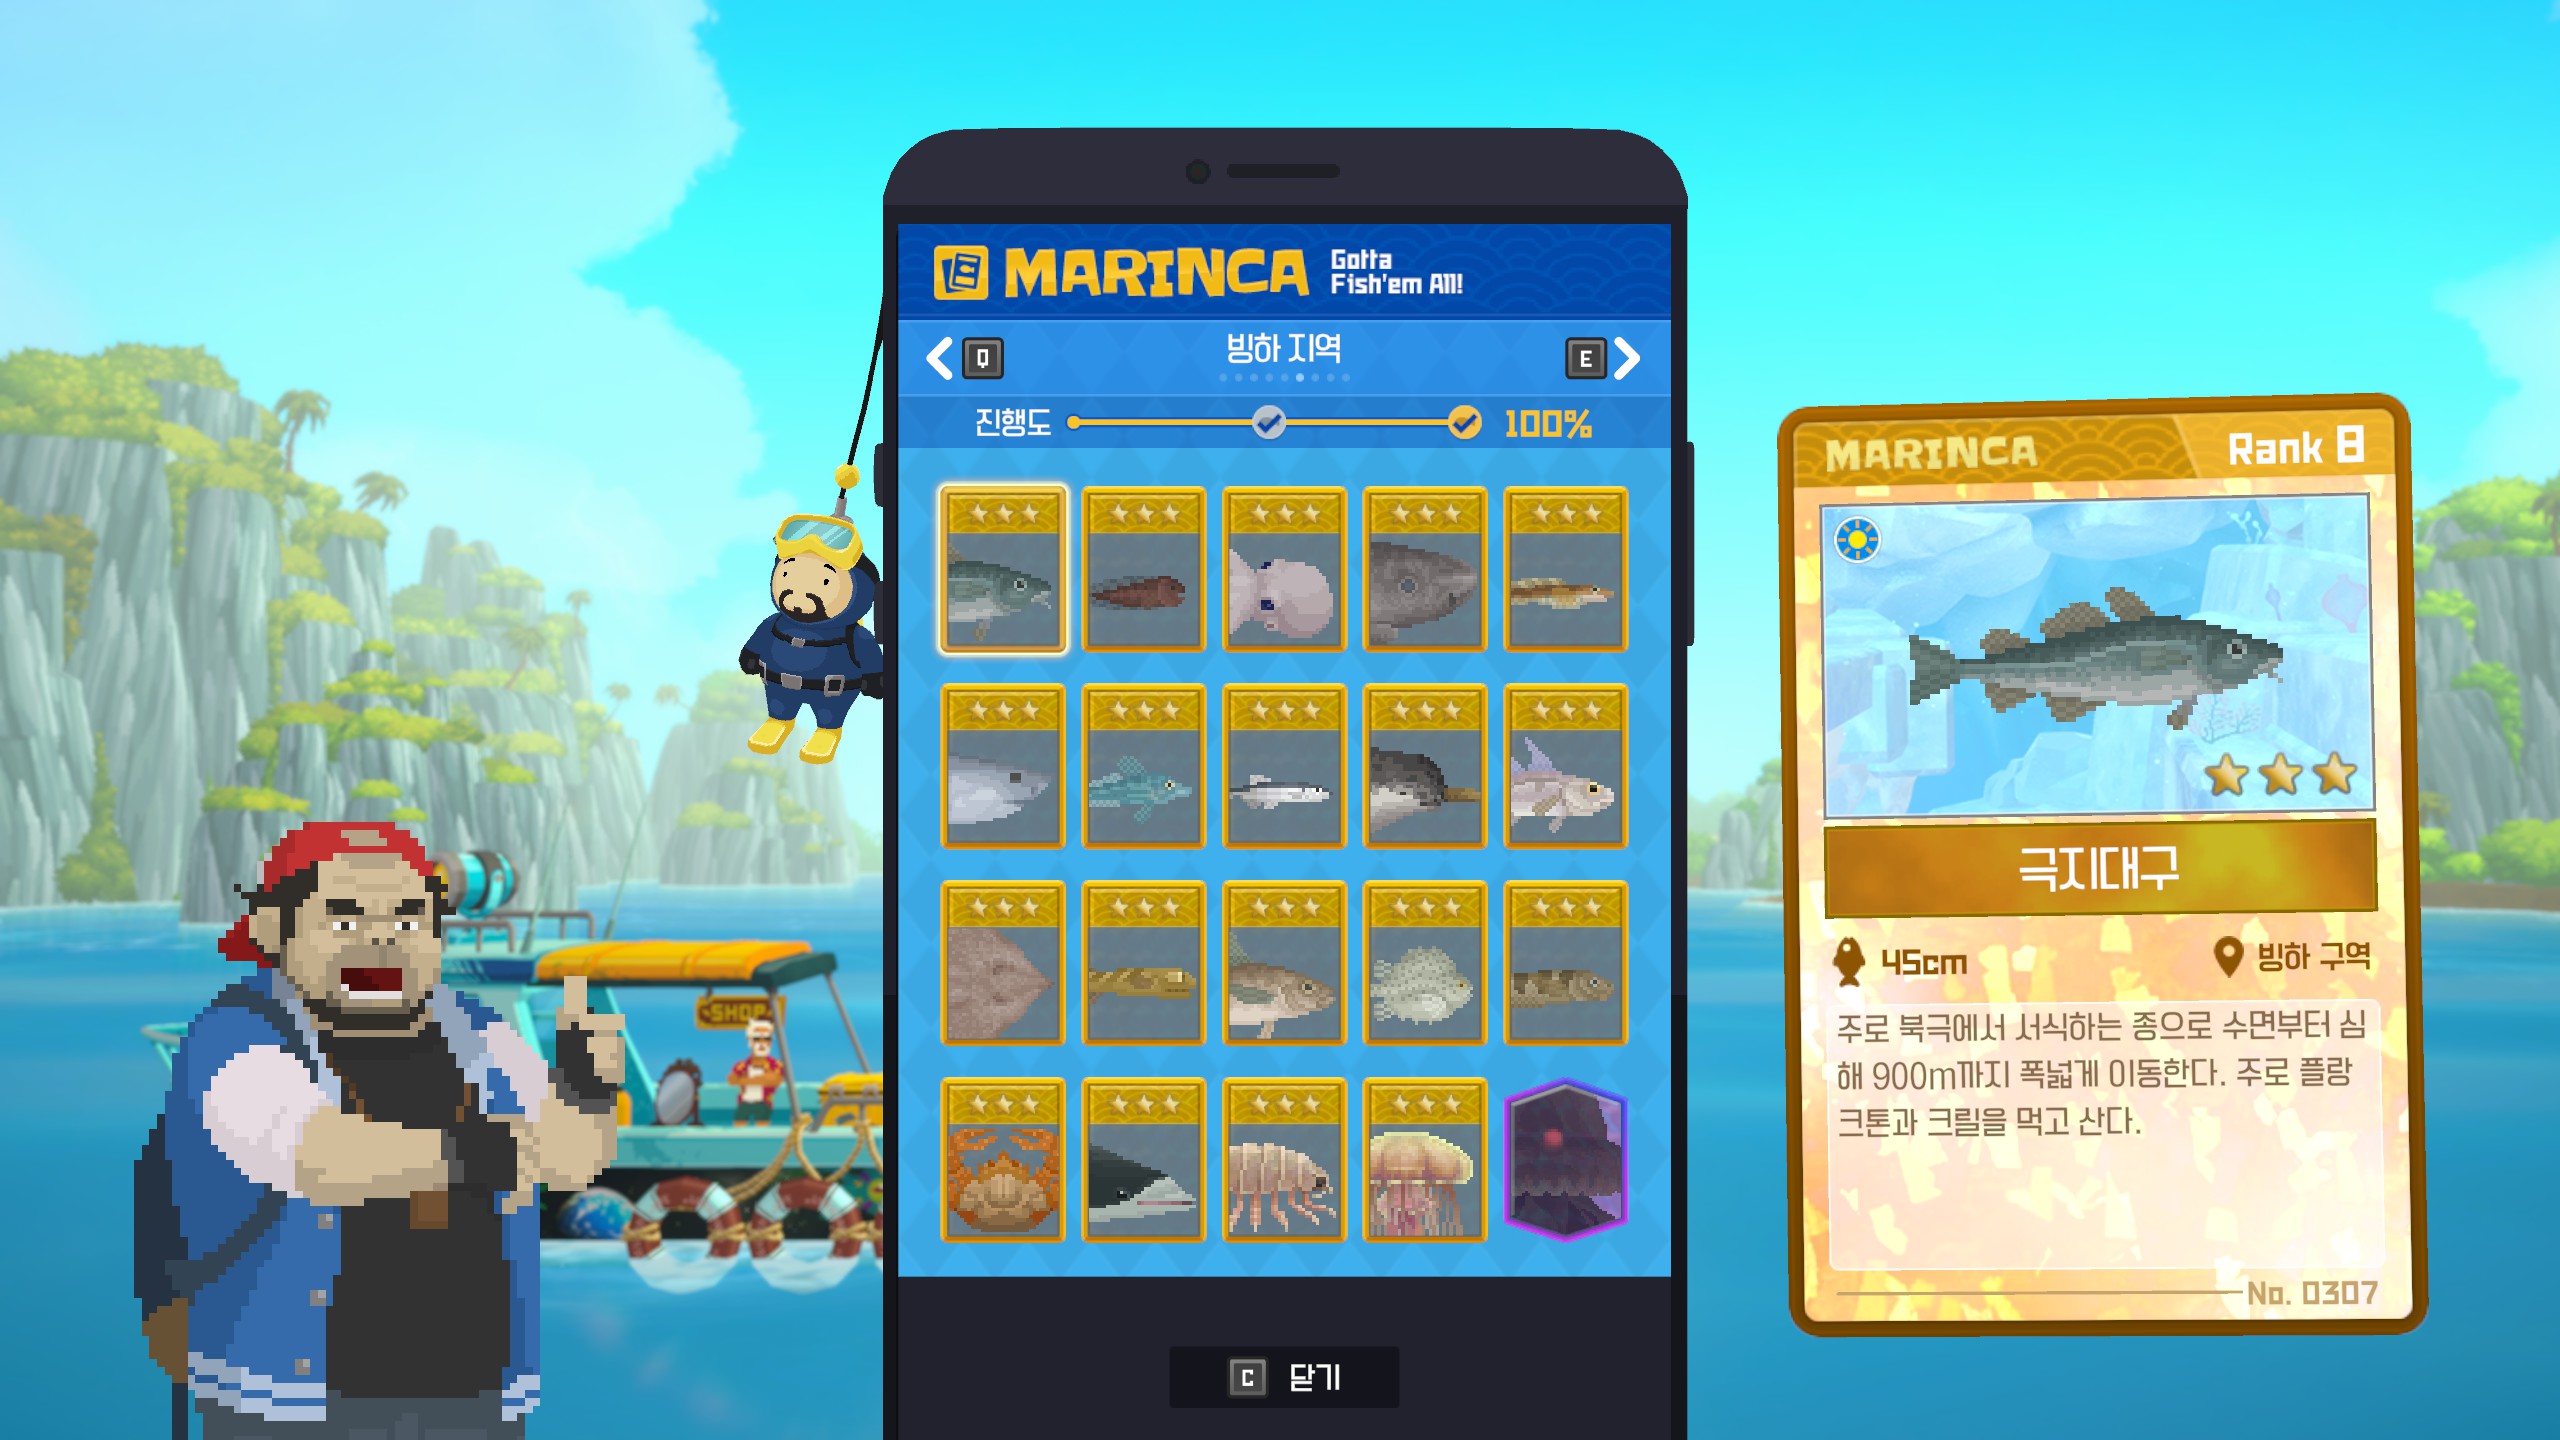 MARINCA
Gotta
Fish'em All!
Q
빙하 지역
E
진행도
100%
C
닫기
SHOP
MARINCA
Rank 8
극지대구
45cm
빙하 구역
주로 북극에서 서식하는 종으로 수면부터 심
해 900m까지 폭넓게 이동한다. 주로 플랑
크톤과 크릴을 먹고 산다.
No. 0307